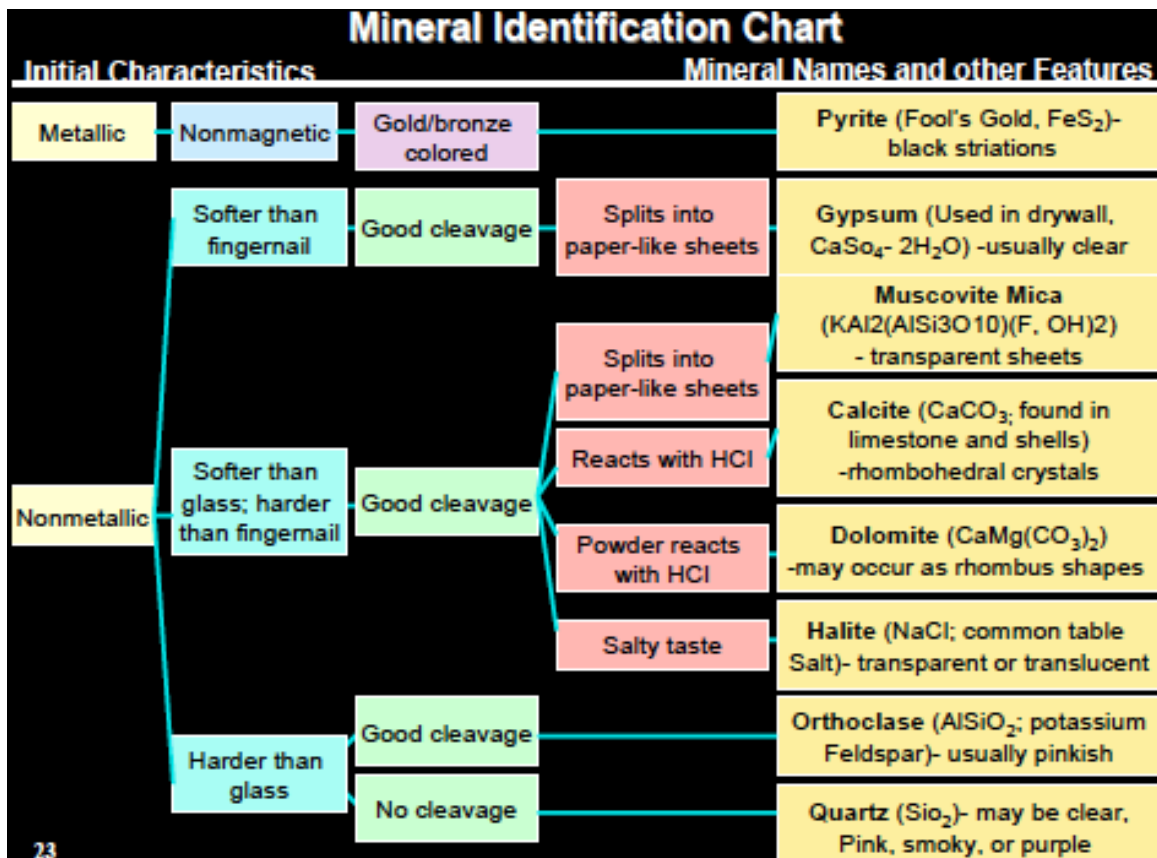 Mineral Identification Chart
Initial Characteristics
Mineral Names and other Features
Metallic
Nonmagnetic
Gold/bronze
colored
Pyrite (Fool's Gold, FeS₂)-
black striations
Softer than
fingernail
Good cleavage
Splits into
paper-like sheets
Gypsum (Used in drywall,
CaSo₄- 2H₂O) -usually clear
Nonmetallic
Softer than
glass; harder
than fingernail
Good cleavage
Splits into
paper-like sheets
Muscovite Mica
(KAl2(AlSi3O10)(F, OH)2)
- transparent sheets
Reacts with HCl
Calcite (CaCO₃; found in
limestone and shells)
-rhombohedral crystals
Powder reacts
with HCl
Dolomite (CaMg(CO₃)₂)
-may occur as rhombus shapes
Salty taste
Halite (NaCl; common table
Salt)- transparent or translucent
Harder than
glass
Good cleavage
Orthoclase (AlSiO₂; potassium
Feldspar)- usually pinkish
No cleavage
Quartz (Sio₂)- may be clear,
Pink, smoky, or purple
23